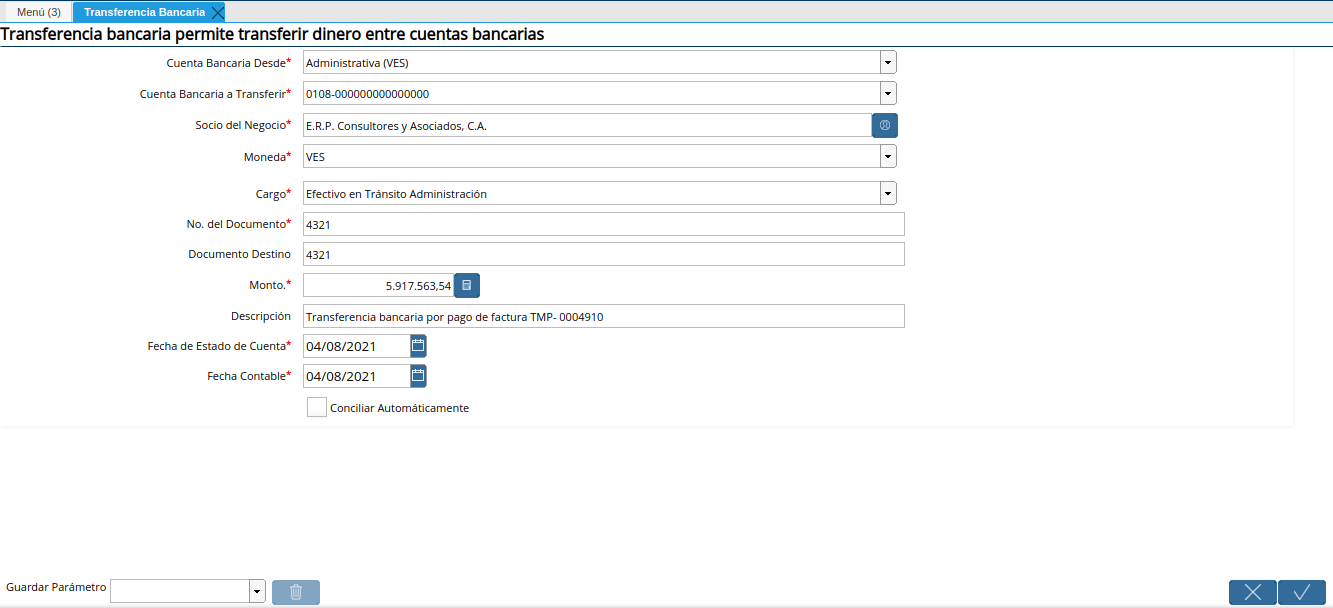 Menú (3) Transferencia Bancaria
Transferencia bancaria permite transferir dinero entre cuentas bancarias
Cuenta Bancaria Desde* Administrativa (VES)
Cuenta Bancaria a Transferir* 0108-000000000000000
Socio del Negocio* E.R.P. Consultores y Asociados, C.A.
Moneda* VES
Cargo* Efectivo en Tránsito Administración
No. del Documento* 4321
Documento Destino 4321
Monto.* 5.917.563,54
Descripción Transferencia bancaria por pago de factura TMP- 0004910
Fecha de Estado de Cuenta* 04/08/2021
Fecha Contable* 04/08/2021
Conciliar Automáticamente
Guardar Parámetro